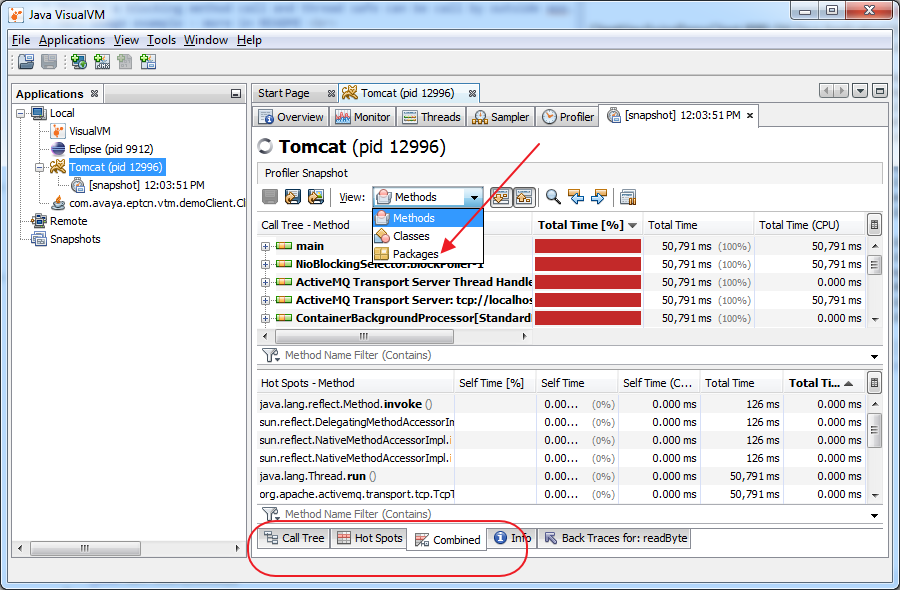 Java VisualVM
File Applications View Tools Window Help
Applications
Local
VisualVM
Eclipse (pid 9912)
Tomcat (pid 12996)
[snapshot] 12:03:51 PM
com.avaya.eptcn.vtm.demoClient.Cl
Remote
Snapshots
Start Page Tomcat (pid 12996)
Overview Monitor Threads Sampler Profiler [snapshot] 12:03:51 PM
Tomcat (pid 12996)
Profiler Snapshot
View: Methods
Methods
Classes
Packages
Call Tree - Method Total Time [%] Total Time Total Time (CPU)
main 50,791 ms (100%) 50,791 ms
NioBlockingSelector.blockPoller-1 50,791 ms (100%) 50,791 ms
ActiveMQ Transport Server Thread Handle 50,791 ms (100%) 0.000 ms
ActiveMQ Transport Server: tcp://localhos 50,791 ms (100%) 50,791 ms
ContainerBackgroundProcessor[Standard 50,791 ms (100%) 0.000 ms
Method Name Filter (Contains)
Hot Spots - Method Self Time [%] Self Time Self Time (C... Total Time Total Ti...
java.lang.reflect.Method.invoke () 0.00... (0%) 0.000 ms 126 ms 0.000 ms
sun.reflect.DelegatingMethodAccessorIn 0.00... (0%) 0.000 ms 126 ms 0.000 ms
sun.reflect.NativeMethodAccessorImpl.i 0.00... (0%) 0.000 ms 126 ms 0.000 ms
sun.reflect.NativeMethodAccessorImpl.i 0.00... (0%) 0.000 ms 126 ms 0.000 ms
java.lang.Thread.run () 0.00... (0%) 0.000 ms 50,791 ms 0.000 ms
org.apache.activemq.transport.tcp.TcpT 0.00... (0%) 0.000 ms 50,791 ms 0.000 ms
Method Name Filter (Contains)
Call Tree Hot Spots Combined Info Back Traces for: readByte